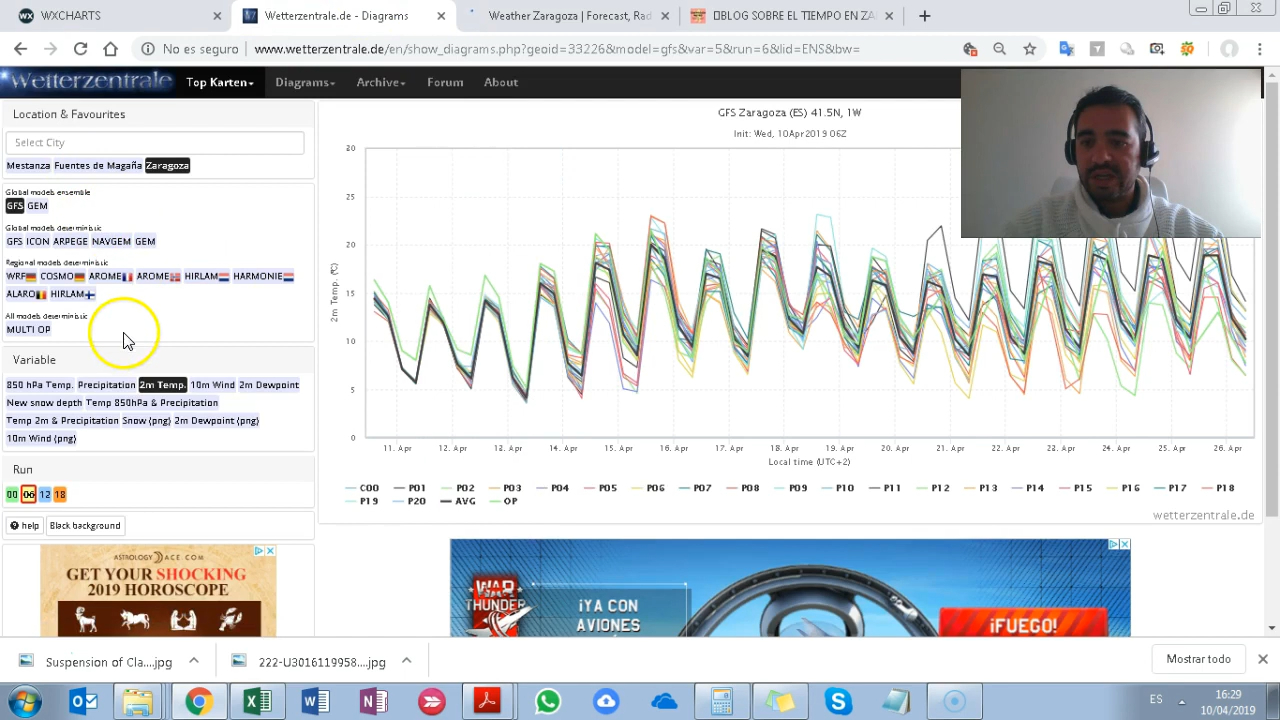 WXCHARTS
Wetterzentrale.de - Diagrams
Weather Zaragoza | Forecast, Rad
BLOG SOBRE EL TIEMPO EN ZA
No es seguro
www.wetterzentrale.de/en/show_diagrams.php?geoid=33226&model=gfs&var=5&run=6&lid=ENS&bw=
Wetterzentrale
Top Karten
Diagrams
Archive
Forum
About
Location & Favourites
Select City
Mestanza Fuentes de Magaña Zaragoza
Global models ensemble
GFS GEM
Global models deterministic
GFS ICON ARPEGE NAVGEM GEM
Regional models deterministic
WRF COSMO AROME AROME HIRLAM HARMONIE
ALARO HIRLAM
All models deterministic
MULTI OP
Variable
850 hPa Temp. Precipitation 2m Temp. 10m Wind 2m Dewpoint
New snow depth Temp 850hPa & Precipitation
Temp 2m & Precipitation Snow (png) 2m Dewpoint (png)
10m Wind (png)
Run
00 06 12 18
help
Black background
GFS Zaragoza (ES) 41.5N, 1W
Init: Wed, 10Apr2019 06Z
30
25
20
15
10
5
0
2m Temp. (°C)
11. Apr 12. Apr 13. Apr 14. Apr 15. Apr 16. Apr 17. Apr 18. Apr 19. Apr 20. Apr 21. Apr 22. Apr 23. Apr 24. Apr 25. Apr 26. Apr
Local time (UTC+2)
C00 P01 P02 P03 P04 P05 P06 P07 P08 P09 P10 P11 P12 P13 P14 P15 P16 P17 P18
P19 P20 AVG OP
wetterzentrale.de
ASTROLOGY ACE.COM
GET YOUR SHOCKING
2019 HOROSCOPE
WAR
THUNDER
¡YA CON
AVIONES
¡FUEGO!
Suspension of Cla....jpg
222-U3016119958...jpg
Mostrar todo
ES
16:29
10/04/2019